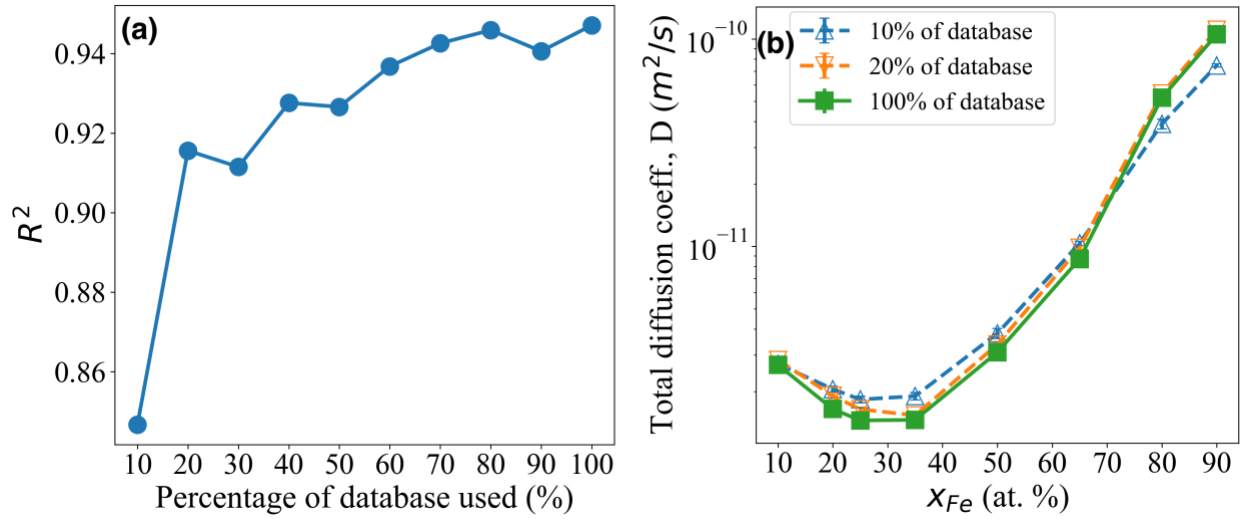 (a)
R²
0.94
0.92
0.90
0.88
0.86
10 20 30 40 50 60 70 80 90 100
Percentage of database used (%)
(b)
10% of database
20% of database
100% of database
Total diffusion coeff., D (m²/s)
10⁻¹⁰
10⁻¹¹
10 20 30 40 50 60 70 80 90
x_Fe (at. %)